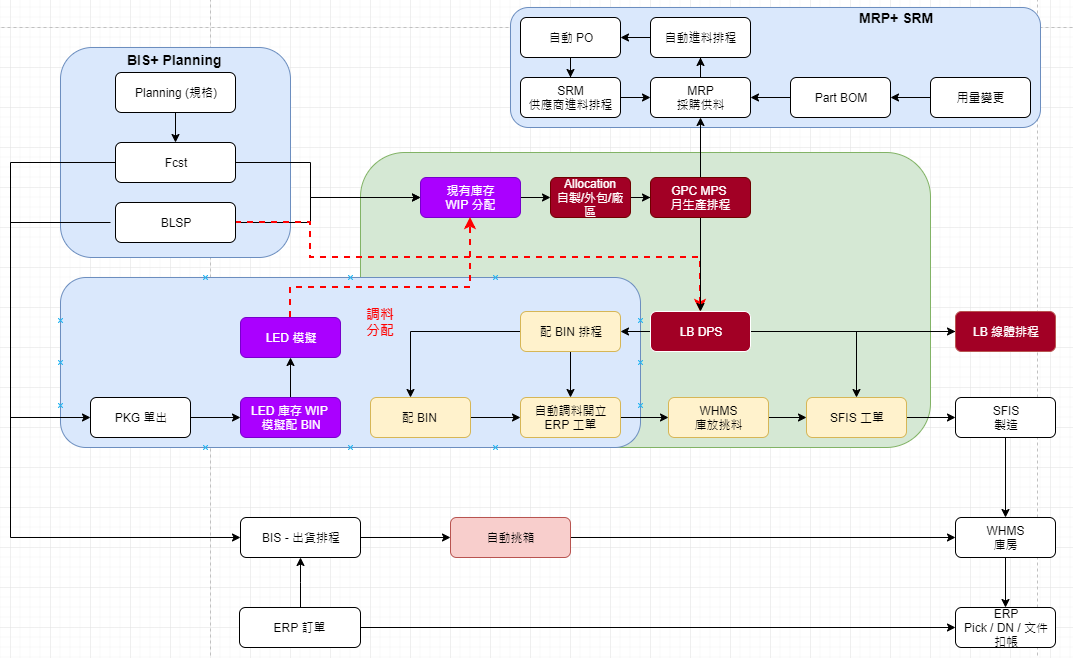 MRP+ SRM
自動 PO
自動進料排程
SRM
供應商進料排程
MRP
採購供料
Part BOM
用量變更
BIS+ Planning
Planning (規格)
Fcst
BLSP
現有庫存
WIP 分配
Allocation
自製/外包/廠
區
GPC MPS
月生產排程
調料
分配
LED 模擬
配 BIN 排程
LB DPS
LB 線體排程
PKG 單出
LED 庫存 WIP
模擬配 BIN
配 BIN
自動調料開立
ERP 工單
WHMS
庫放挑料
SFIS 工單
SFIS
製造
BIS - 出貨排程
自動挑箱
WHMS
庫房
ERP 訂單
ERP
Pick / DN / 文件
扣帳